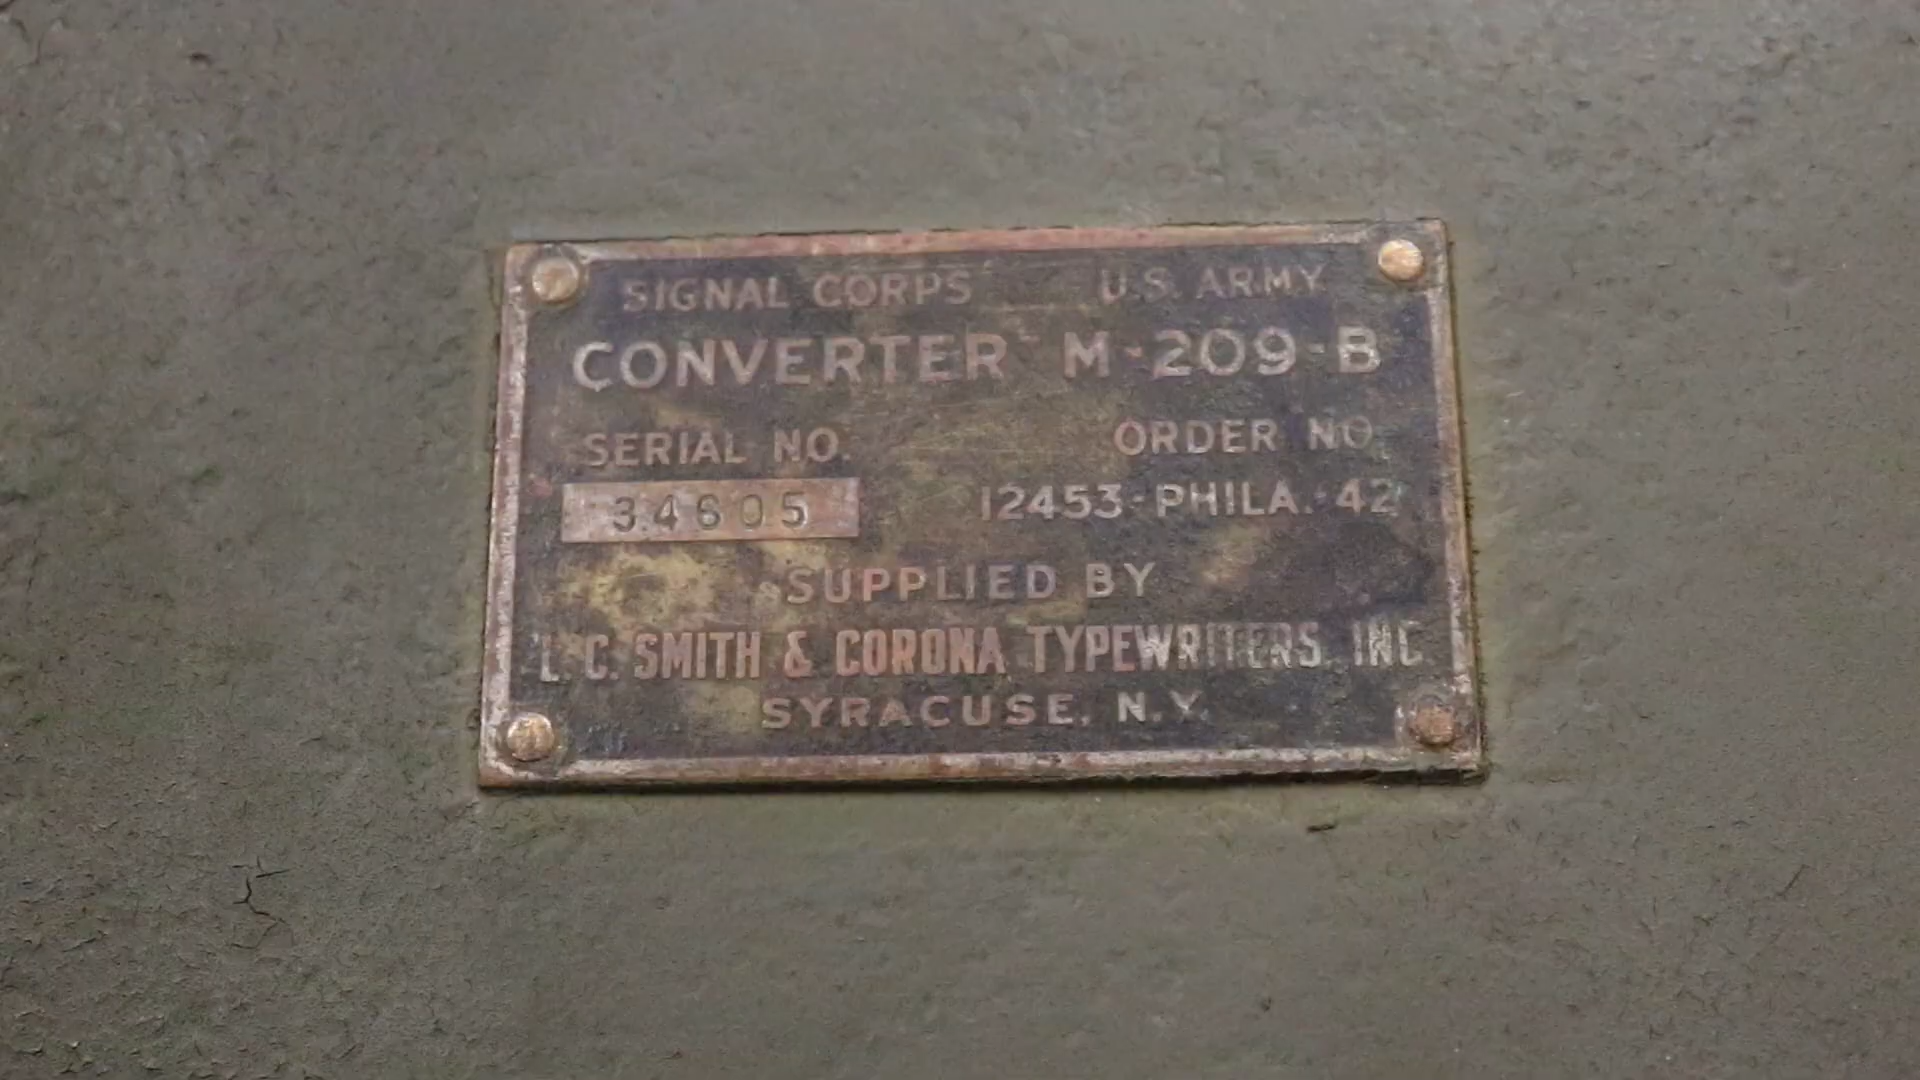 SIGNAL CORPS U.S. ARMY
CONVERTER M-209-B
SERIAL NO. ORDER NO
34605 12453-PHILA.-42
SUPPLIED BY
L. C. SMITH & CORONA TYPEWRITERS, INC
SYRACUSE, N.Y.